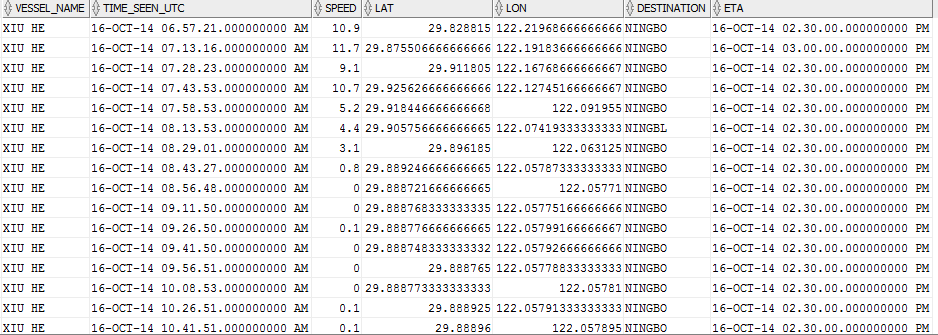 VESSEL_NAME TIME_SEEN_UTC SPEED LAT LON DESTINATION ETA
XIU HE 16-OCT-14 06.57.21.000000000 AM 10.9 29.828815 122.21968666666666 NINGBO 16-OCT-14 02.30.00.000000000 PM
XIU HE 16-OCT-14 07.13.16.000000000 AM 11.7 29.875506666666666 122.19183666666666 NINGBO 16-OCT-14 03.00.00.000000000 PM
XIU HE 16-OCT-14 07.28.23.000000000 AM 9.1 29.911805 122.16768666666667 NINGBO 16-OCT-14 02.30.00.000000000 PM
XIU HE 16-OCT-14 07.43.53.000000000 AM 10.7 29.925626666666666 122.12745166666667 NINGBO 16-OCT-14 02.30.00.000000000 PM
XIU HE 16-OCT-14 07.58.53.000000000 AM 5.2 29.918446666666668 122.091955 NINGBO 16-OCT-14 02.30.00.000000000 PM
XIU HE 16-OCT-14 08.13.53.000000000 AM 4.4 29.905756666666665 122.07419333333333 NINGBL 16-OCT-14 02.30.00.000000000 PM
XIU HE 16-OCT-14 08.29.01.000000000 AM 3.1 29.896185 122.063125 NINGBO 16-OCT-14 02.30.00.000000000 PM
XIU HE 16-OCT-14 08.43.27.000000000 AM 0.8 29.889246666666665 122.05787333333333 NINGBO 16-OCT-14 02.30.00.000000000 PM
XIU HE 16-OCT-14 08.56.48.000000000 AM 0 29.888721666666665 122.05771 NINGBO 16-OCT-14 02.30.00.000000000 PM
XIU HE 16-OCT-14 09.11.50.000000000 AM 0 29.888768333333335 122.05775166666666 NINGBO 16-OCT-14 02.30.00.000000000 PM
XIU HE 16-OCT-14 09.26.50.000000000 AM 0.1 29.888776666666665 122.05799166666667 NINGBO 16-OCT-14 02.30.00.000000000 PM
XIU HE 16-OCT-14 09.41.50.000000000 AM 0 29.888748333333332 122.05792666666666 NINGBO 16-OCT-14 02.30.00.000000000 PM
XIU HE 16-OCT-14 09.56.51.000000000 AM 0 29.888765 122.05778833333333 NINGBO 16-OCT-14 02.30.00.000000000 PM
XIU HE 16-OCT-14 10.08.53.000000000 AM 0 29.888773333333333 122.05781 NINGBO 16-OCT-14 02.30.00.000000000 PM
XIU HE 16-OCT-14 10.26.51.000000000 AM 0.1 29.888925 122.05791333333333 NINGBO 16-OCT-14 02.30.00.000000000 PM
XIU HE 16-OCT-14 10.41.51.000000000 AM 0.1 29.88896 122.057895 NINGBO 16-OCT-14 02.30.00.000000000 PM